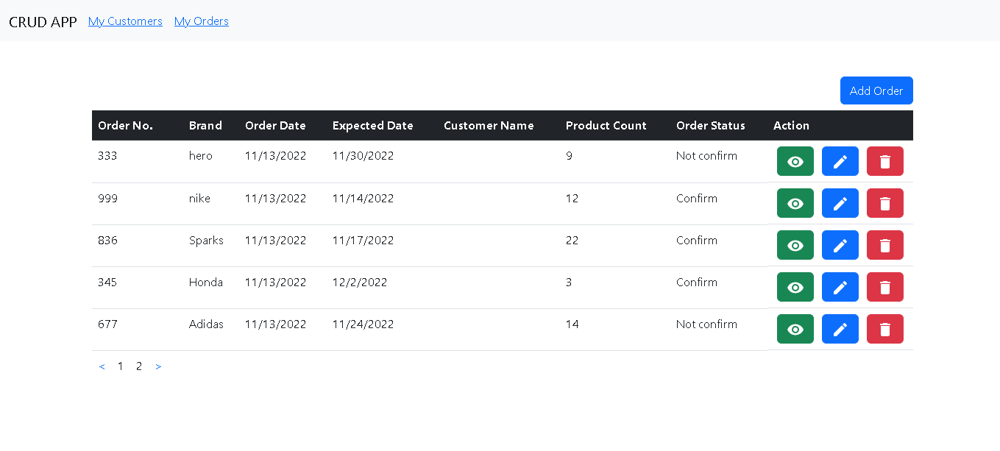 CRUD APP My Customers My Orders
Add Order
Order No. Brand Order Date Expected Date Customer Name Product Count Order Status Action
333 hero 11/13/2022 11/30/2022 9 Not confirm
999 nike 11/13/2022 11/14/2022 12 Confirm
836 Sparks 11/13/2022 11/17/2022 22 Confirm
345 Honda 11/13/2022 12/2/2022 3 Confirm
677 Adidas 11/13/2022 11/24/2022 14 Not confirm
< 1 2 >